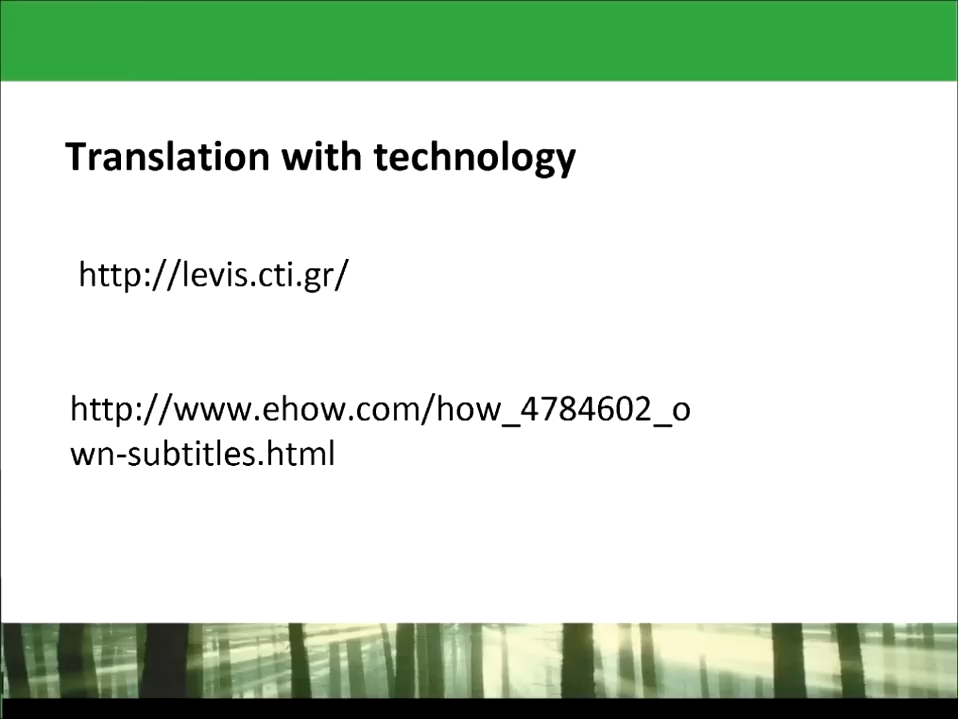 Translation with technology
http://levis.cti.gr/
http://www.ehow.com/how_4784602_o
wn-subtitles.html